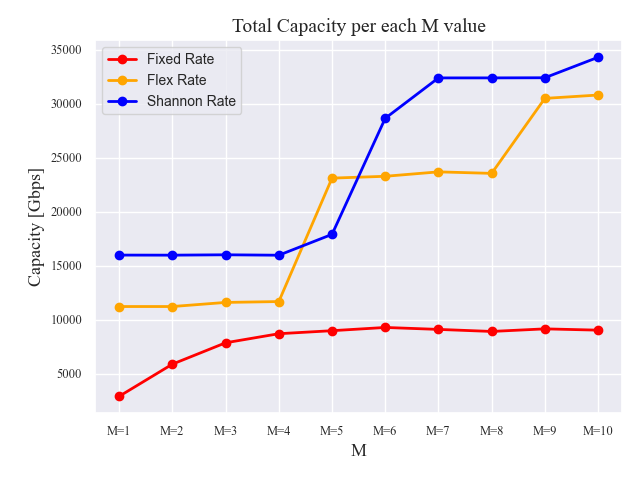 Total Capacity per each M value
Fixed Rate
Flex Rate
Shannon Rate
Capacity [Gbps]
35000
30000
25000
20000
15000
10000
5000
M=1 M=2 M=3 M=4 M=5 M=6 M=7 M=8 M=9 M=10
M